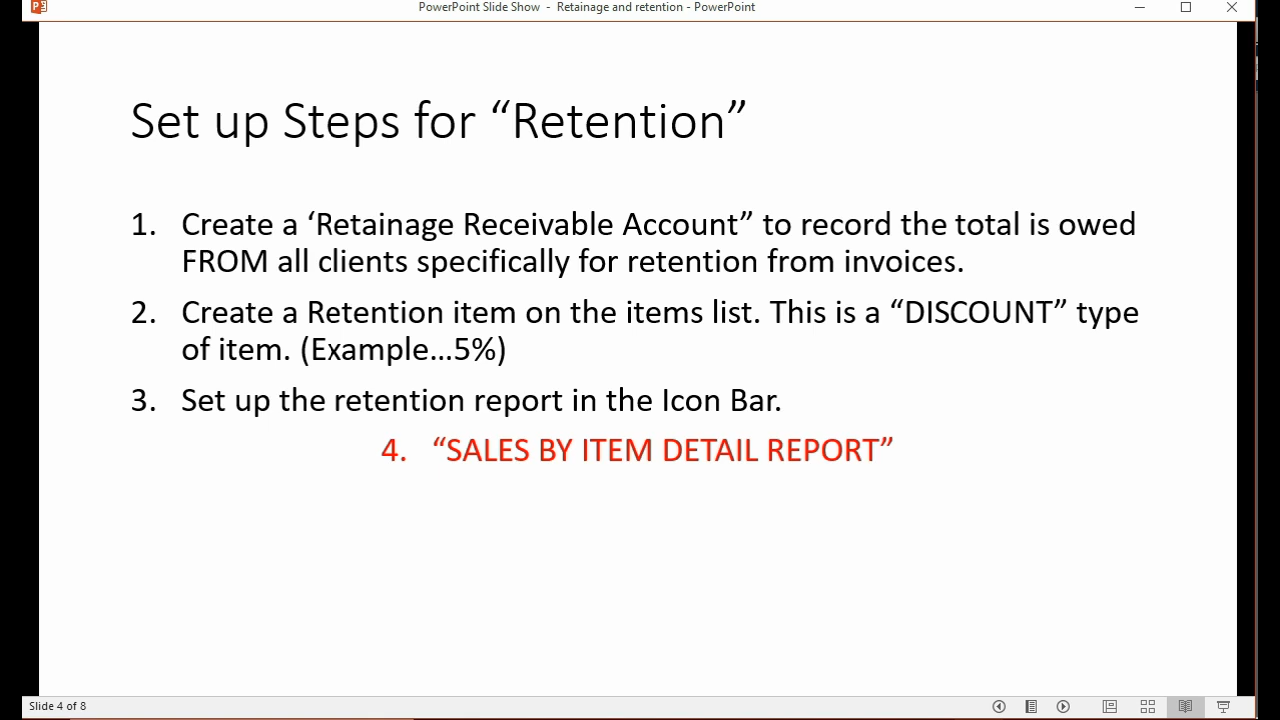 PowerPoint Slide Show - Retainage and retention - PowerPoint
Set up Steps for “Retention”
1. Create a ‘Retainage Receivable Account” to record the total is owed
FROM all clients specifically for retention from invoices.
2. Create a Retention item on the items list. This is a “DISCOUNT” type
of item. (Example…5%)
3. Set up the retention report in the Icon Bar.
4. “SALES BY ITEM DETAIL REPORT”
Slide 4 of 8